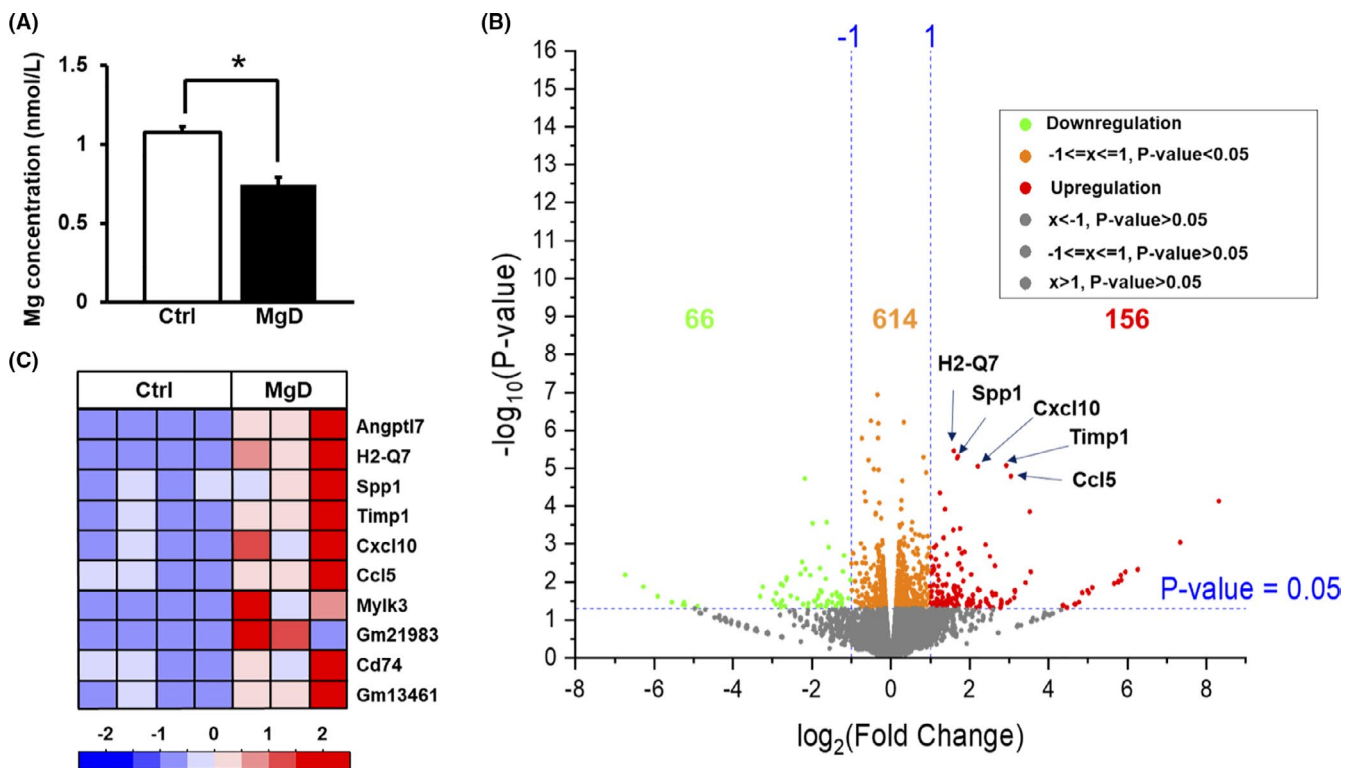 (A)
Mg concentration (nmol/L)
1.5
1
0.5
0
*
Ctrl
MgD
(B)
-1
1
-log10(P-value)
16
15
14
13
12
11
10
9
8
7
6
5
4
3
2
1
0
Downregulation
-1<=x<=1, P-value<0.05
Upregulation
x<-1, P-value>0.05
-1<=x<=1, P-value>0.05
x>1, P-value>0.05
66
614
156
H2-Q7
Spp1
Cxcl10
Timp1
Ccl5
P-value = 0.05
-8
-6
-4
-2
0
2
4
6
8
log2(Fold Change)
(C)
Ctrl
MgD
Angptl7
H2-Q7
Spp1
Timp1
Cxcl10
Ccl5
Mylk3
Gm21983
Cd74
Gm13461
-2
-1
0
1
2